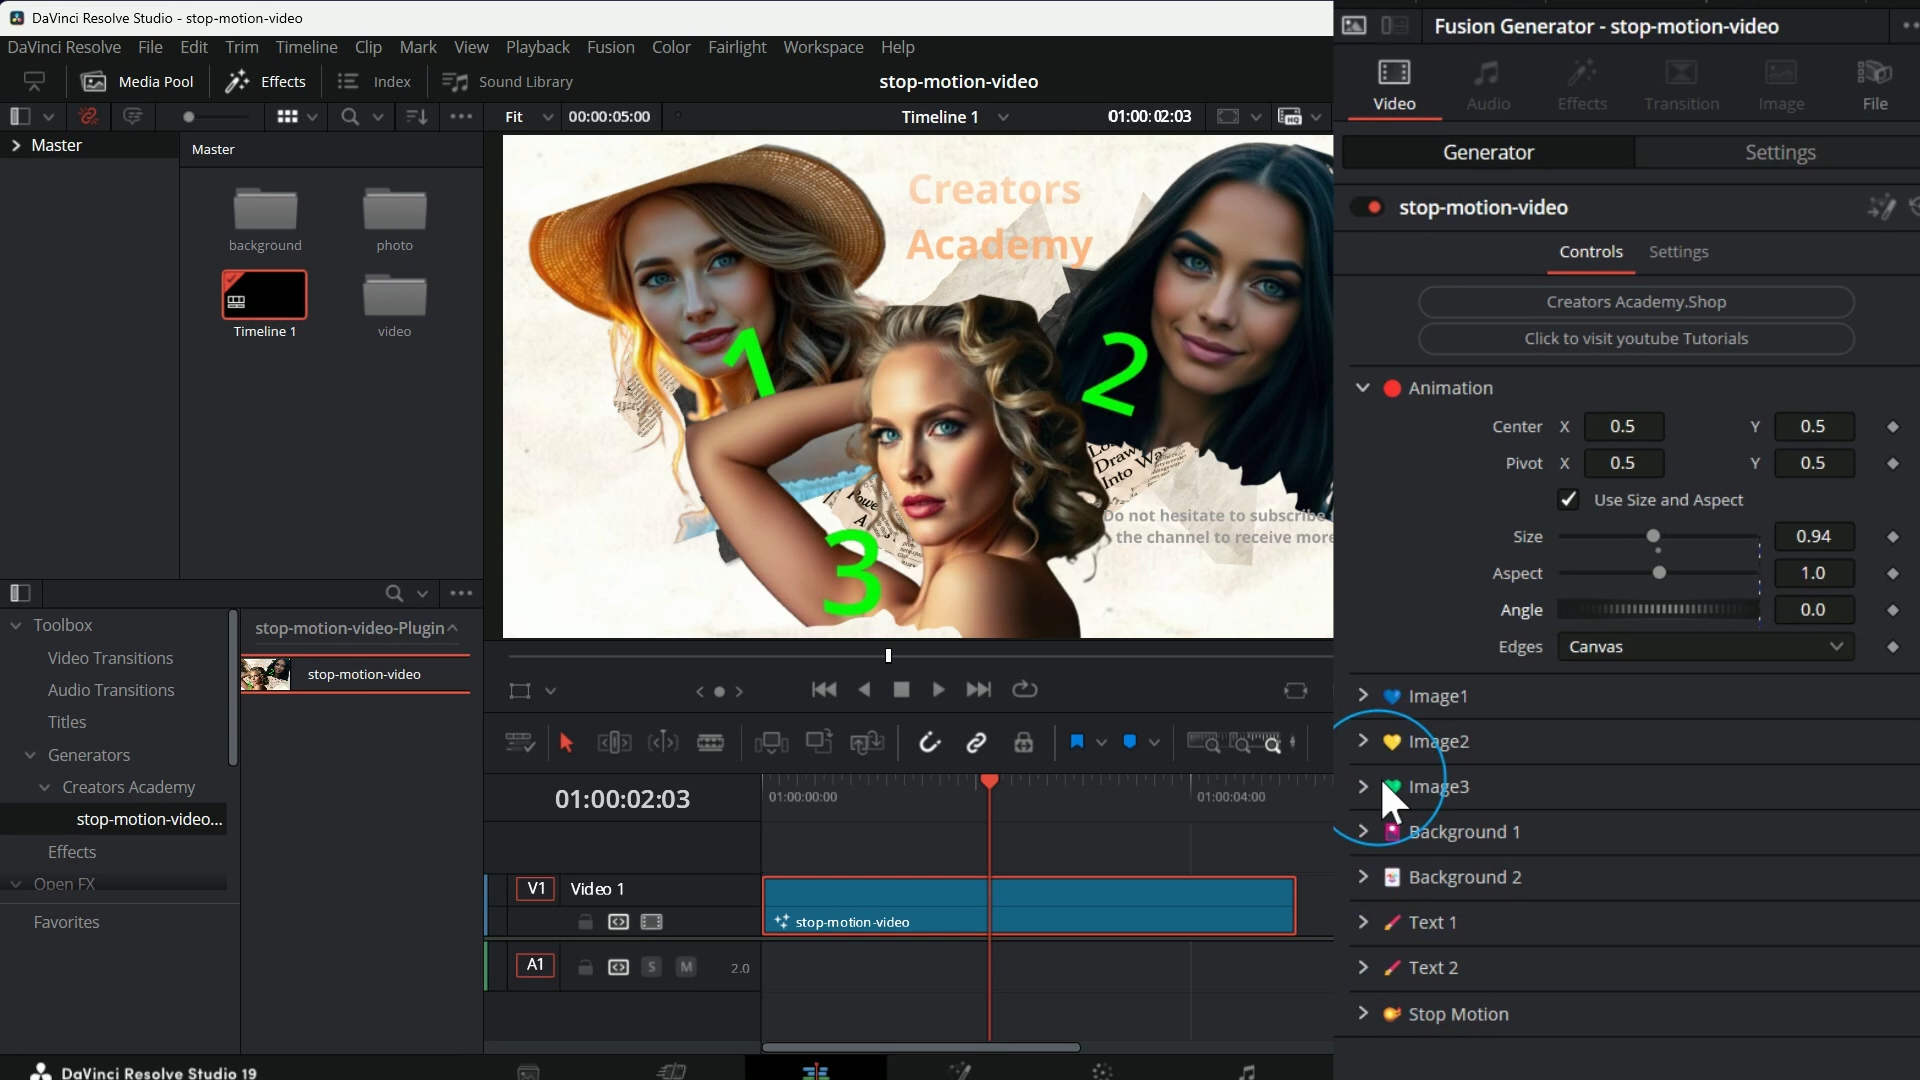 DaVinci Resolve Studio - stop-motion-video
DaVinci Resolve File Edit Trim Timeline Clip Mark View Playback Fusion Color Fairlight Workspace Help
Media Pool Effects Index Sound Library stop-motion-video
Fit 00:00:05:00 Timeline 1 01:00:02:03
Master
Master
background
photo
Timeline 1
video
Creators
Academy
1
2
3
Draw
Into Wa
Powe
A
Do not hesitate to subscribe
the channel to receive more
Toolbox
Video Transitions
Audio Transitions
Titles
Generators
Creators Academy
stop-motion-video...
Effects
Open FX
Favorites
stop-motion-video-Plugin
stop-motion-video
01:00:02:03
01:00:00:00
01:00:04:00
V1 Video 1
stop-motion-video
A1 S M 2.0
DaVinci Resolve Studio 19
Fusion Generator - stop-motion-video
Video Audio Effects Transition Image File
Generator Settings
stop-motion-video
Controls Settings
Creators Academy.Shop
Click to visit youtube Tutorials
Animation
Center X 0.5 Y 0.5
Pivot X 0.5 Y 0.5
Use Size and Aspect
Size 0.94
Aspect 1.0
Angle 0.0
Edges Canvas
Image1
Image2
Image3
Background 1
Background 2
Text 1
Text 2
Stop Motion